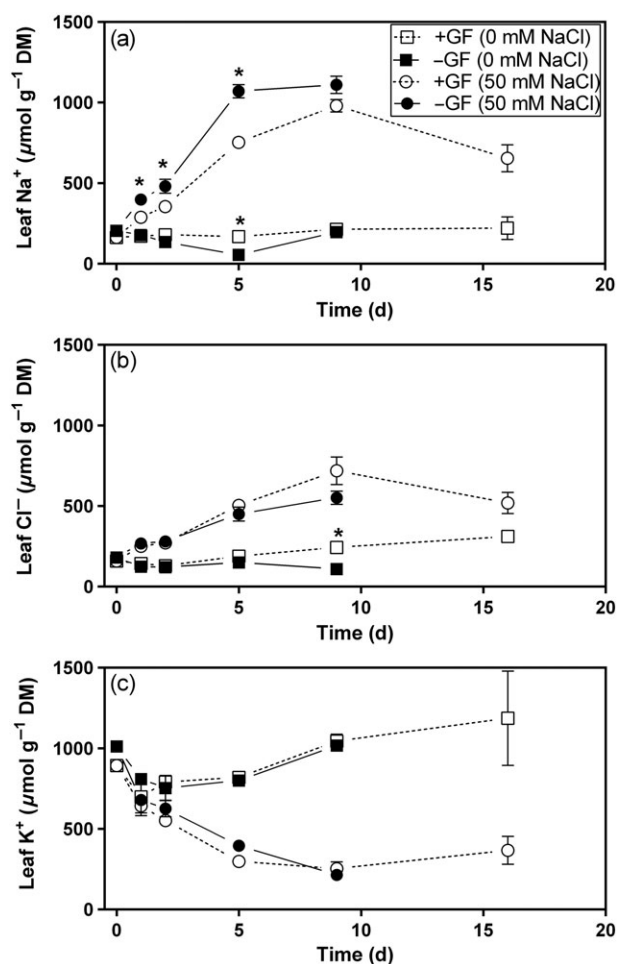 (a)
+GF (0 mM NaCl)
–GF (0 mM NaCl)
+GF (50 mM NaCl)
–GF (50 mM NaCl)
1500
1000
500
0
Leaf Na⁺ (µmol g⁻¹ DM)
* * * *
0 5 10 15 20
Time (d)
(b)
1500
1000
500
0
Leaf Cl⁻ (µmol g⁻¹ DM)
*
0 5 10 15 20
Time (d)
(c)
1500
1000
500
0
Leaf K⁺ (µmol g⁻¹ DM)
0 5 10 15 20
Time (d)